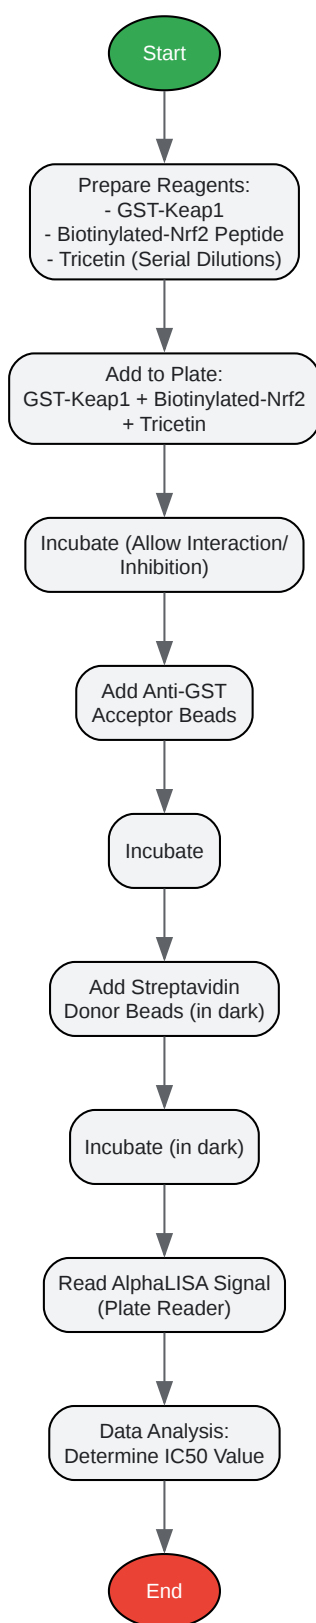 Start
Prepare Reagents:
- GST-Keap1
- Biotinylated-Nrf2 Peptide
- Tricetin (Serial Dilutions)
Add to Plate:
GST-Keap1 + Biotinylated-Nrf2
+ Tricetin
Incubate (Allow Interaction/
Inhibition)
Add Anti-GST
Acceptor Beads
Incubate
Add Streptavidin
Donor Beads (in dark)
Incubate (in dark)
Read AlphaLISA Signal
(Plate Reader)
Data Analysis:
Determine IC50 Value
End